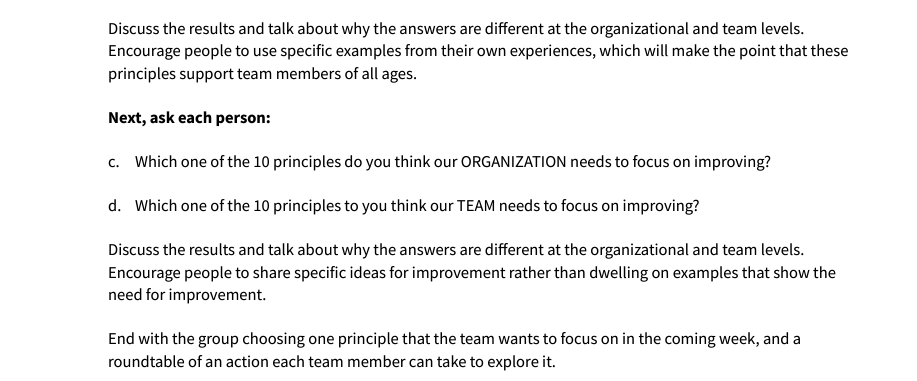 Discuss the results and talk about why the answers are different at the organizational and team levels.
Encourage people to use specific examples from their own experiences, which will make the point that these
principles support team members of all ages.
Next, ask each person:
c. Which one of the 10 principles do you think our ORGANIZATION needs to focus on improving?
d. Which one of the 10 principles to you think our TEAM needs to focus on improving?
Discuss the results and talk about why the answers are different at the organizational and team levels.
Encourage people to share specific ideas for improvement rather than dwelling on examples that show the
need for improvement.
End with the group choosing one principle that the team wants to focus on in the coming week, and a
roundtable of an action each team member can take to explore it.